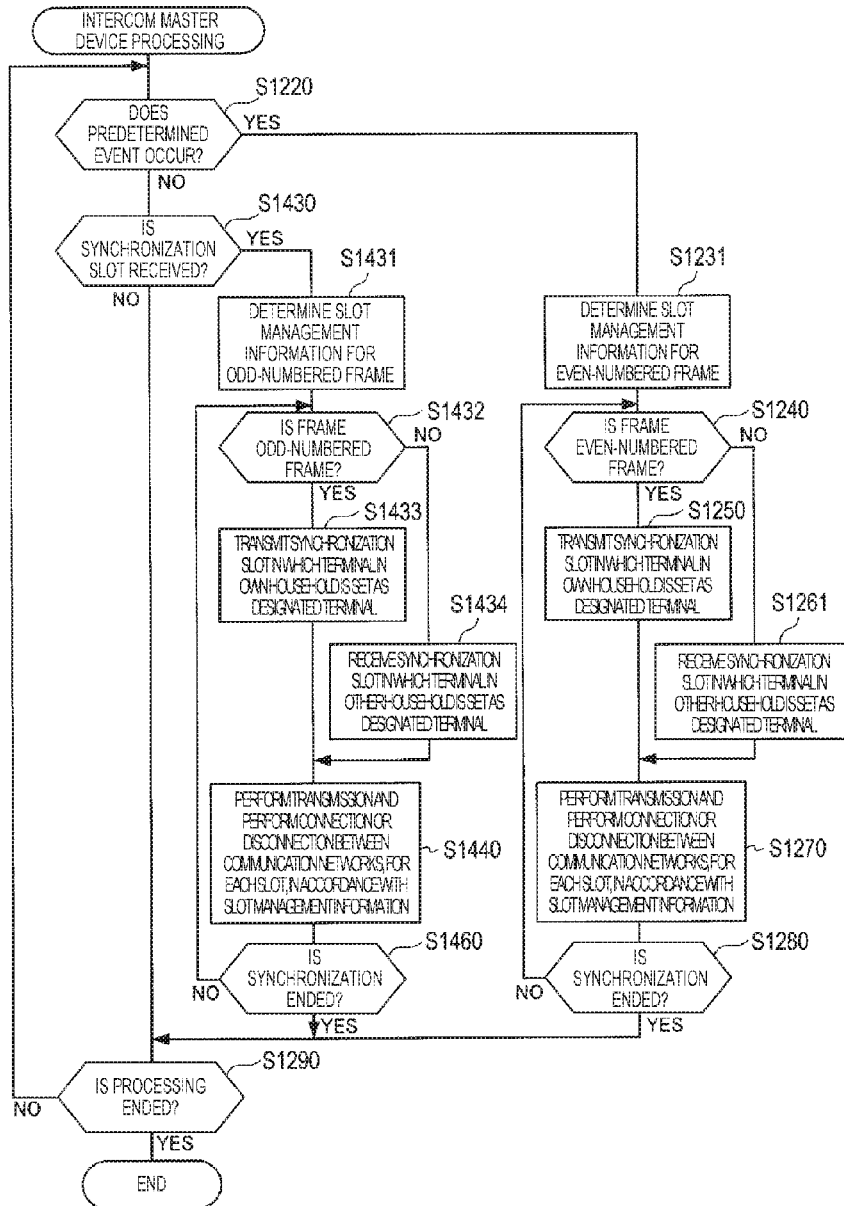 INTERCOM MASTER
DEVICE PROCESSING
S1220
DOES
PREDETERMINED
EVENT OCCUR?
YES
NO
S1430
IS
SYNCHRONIZATION
SLOT RECEIVED?
YES
NO
S1431
DETERMINE SLOT
MANAGEMENT
INFORMATION FOR
ODD-NUMBERED FRAME
S1231
DETERMINE SLOT
MANAGEMENT
INFORMATION FOR
EVEN-NUMBERED FRAME
S1432
IS FRAME
ODD-NUMBERED
FRAME?
NO
YES
S1240
IS FRAME
EVEN-NUMBERED
FRAME?
NO
YES
S1433
TRANSMIT SYNCHRONIZATION
SLOT IN WHICH TERMINAL IN
OWN HOUSEHOLD IS SET AS
DESIGNATED TERMINAL
S1250
TRANSMIT SYNCHRONIZATION
SLOT IN WHICH TERMINAL IN
OWN HOUSEHOLD IS SET AS
DESIGNATED TERMINAL
S1434
RECEIVE SYNCHRONIZATION
SLOT IN WHICH TERMINAL IN
OTHER HOUSEHOLD IS SET AS
DESIGNATED TERMINAL
S1261
RECEIVE SYNCHRONIZATION
SLOT IN WHICH TERMINAL IN
OTHER HOUSEHOLD IS SET AS
DESIGNATED TERMINAL
PERFORM TRANSMISSION AND
PERFORM CONNECTION OR
DISCONNECTION BETWEEN
COMMUNICATION NETWORKS, FOR
EACH SLOT, IN ACCORDANCE WITH
SLOT MANAGEMENT INFORMATION
S1440
PERFORM TRANSMISSION AND
PERFORM CONNECTION OR
DISCONNECTION BETWEEN
COMMUNICATION NETWORKS, FOR
EACH SLOT, IN ACCORDANCE WITH
SLOT MANAGEMENT INFORMATION
S1270
S1460
IS
SYNCHRONIZATION
ENDED?
NO
YES
S1280
IS
SYNCHRONIZATION
ENDED?
NO
YES
S1290
IS PROCESSING
ENDED?
NO
YES
END